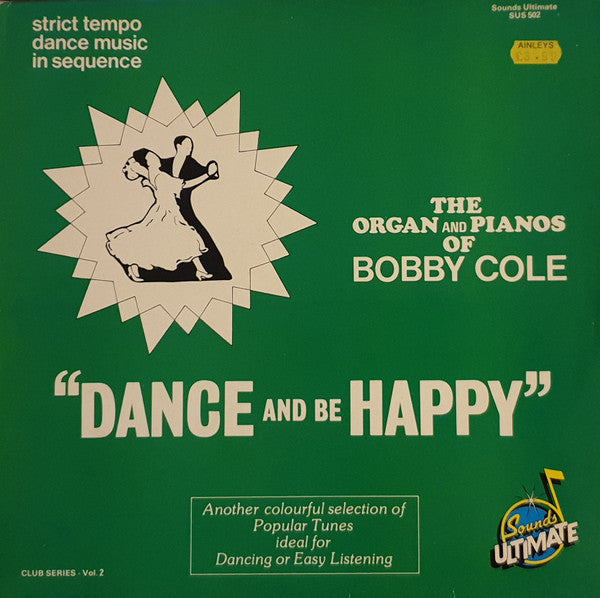 strict tempo
dance music
in sequence
Sounds Ultimate
SUS 502
AINLEYS
THE
ORGAN AND PIANOS
OF
BOBBY COLE
"DANCE AND BE HAPPY"
Another colourful selection of
Popular Tunes
ideal for
Dancing or Easy Listening
Sounds
ULTIMATE
CLUB SERIES - Vol. 2